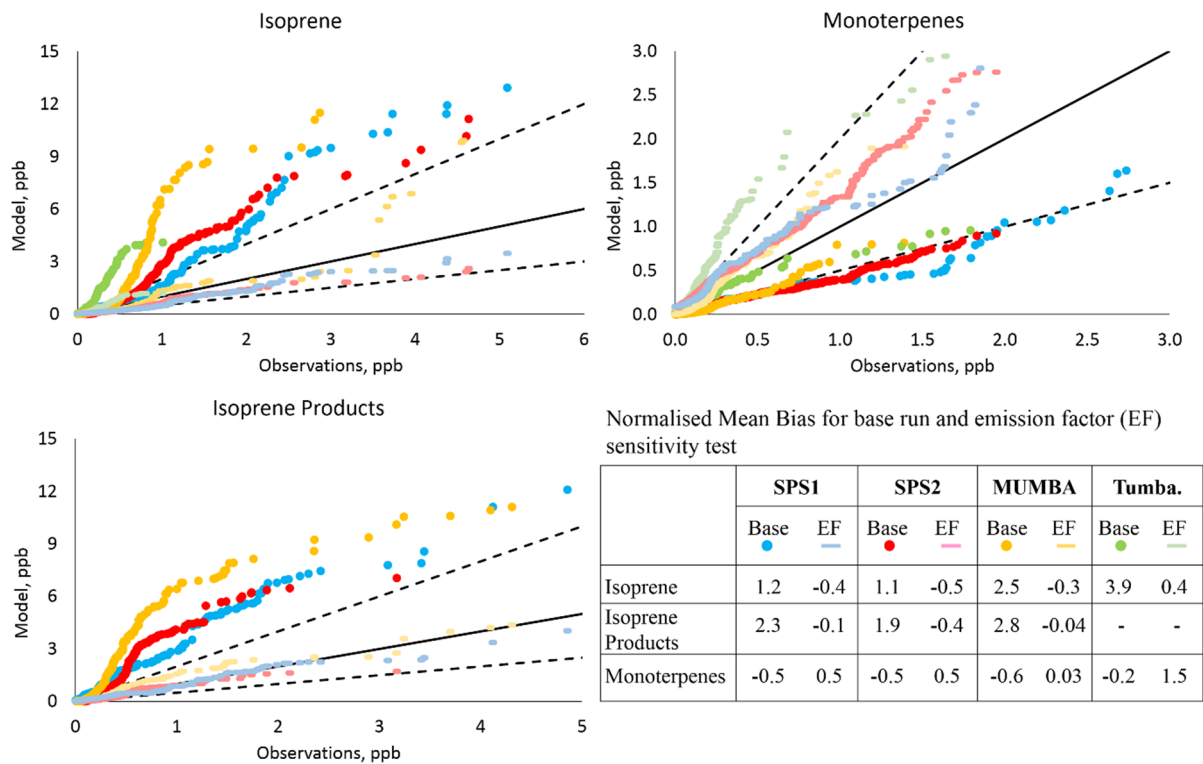 Isoprene
15
12
9
6
3
0
Model, ppb
0 1 2 3 4 5 6
Observations, ppb
Monoterpenes
3.0
2.5
2.0
1.5
1.0
0.5
0.0
Model, ppb
0.0 0.5 1.0 1.5 2.0 2.5 3.0
Observations, ppb
Isoprene Products
15
12
9
6
3
0
Model, ppb
0 1 2 3 4 5
Observations, ppb
Normalised Mean Bias for base run and emission factor (EF)
sensitivity test
SPS1 SPS2 MUMBA Tumba.
Base EF Base EF Base EF Base EF
Isoprene 1.2 -0.4 1.1 -0.5 2.5 -0.3 3.9 0.4
Isoprene
Products 2.3 -0.1 1.9 -0.4 2.8 -0.04 - -
Monoterpenes -0.5 0.5 -0.5 0.5 -0.6 0.03 -0.2 1.5